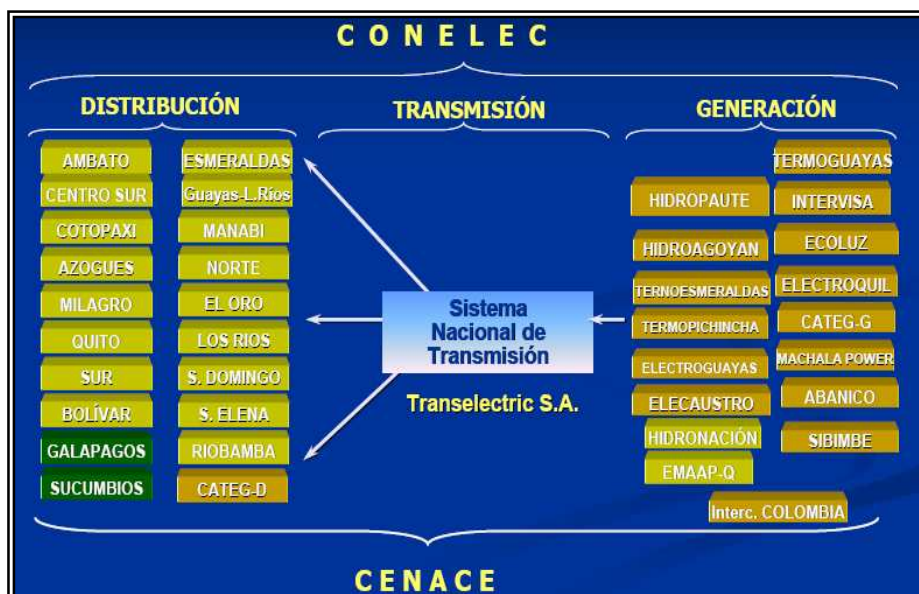 C O N E L E C
DISTRIBUCIÓN
TRANSMISIÓN
GENERACIÓN
AMBATO
CENTRO SUR
COTOPAXI
AZOGUES
MILAGRO
QUITO
SUR
BOLÍVAR
GALAPAGOS
SUCUMBIOS
ESMERALDAS
Guayas-L.Ríos
MANABI
NORTE
EL ORO
LOS RIOS
S. DOMINGO
S. ELENA
RIOBAMBA
CATEG-D
Sistema
Nacional de
Transmisión
Transelectric S.A.
HIDROPAUTE
HIDROAGOYAN
TERNOESMERALDAS
TERMOPICHINCHA
ELECTROGUAYAS
ELECAUSTRO
HIDRONACIÓN
EMAAP-Q
TERMOGUAYAS
INTERVISA
ECOLUZ
ELECTROQUIL
CATEG-G
MACHALA POWER
ABANICO
SIBIMBE
Interc. COLOMBIA
C E N A C E